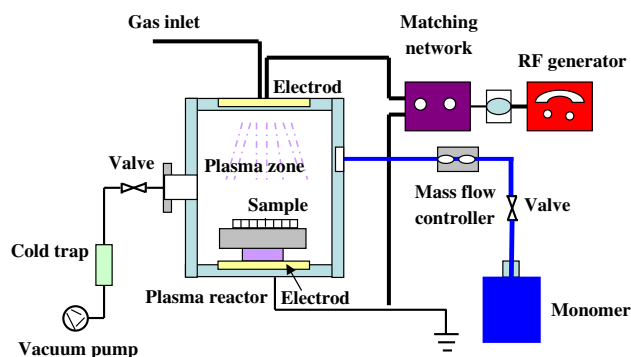 Gas inlet
Matching
network
RF generator
Electrod
Valve
Plasma zone
Mass flow
controller
Valve
Sample
Cold trap
Plasma reactor
Electrod
Monomer
Vacuum pump